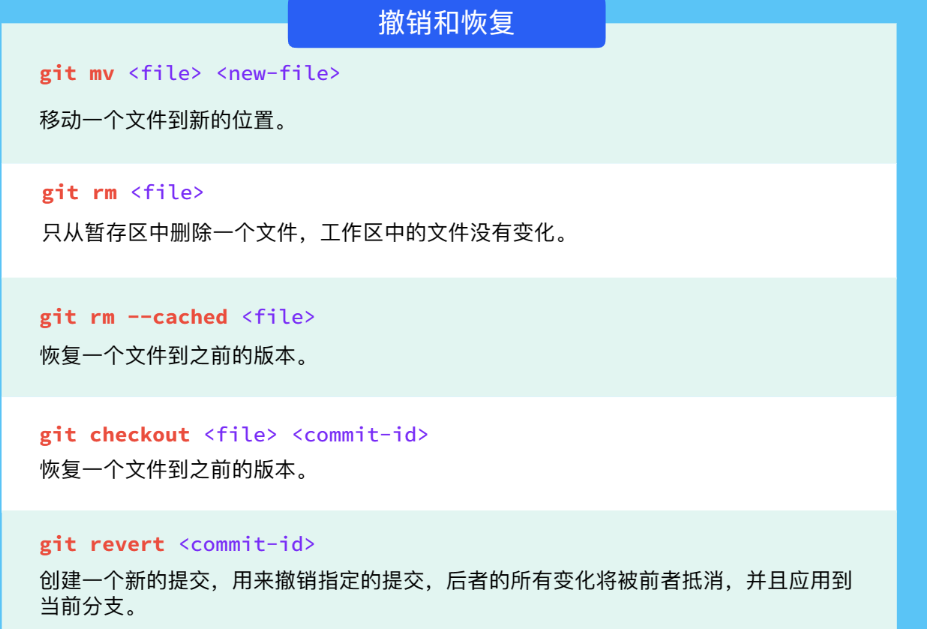 撤销和恢复
git mv <file> <new-file>
移动一个文件到新的位置。
git rm <file>
只从暂存区中删除一个文件，工作区中的文件没有变化。
git rm --cached <file>
恢复一个文件到之前的版本。
git checkout <file> <commit-id>
恢复一个文件到之前的版本。
git revert <commit-id>
创建一个新的提交，用来撤销指定的提交，后者的所有变化将被前者抵消，并且应用到
当前分支。